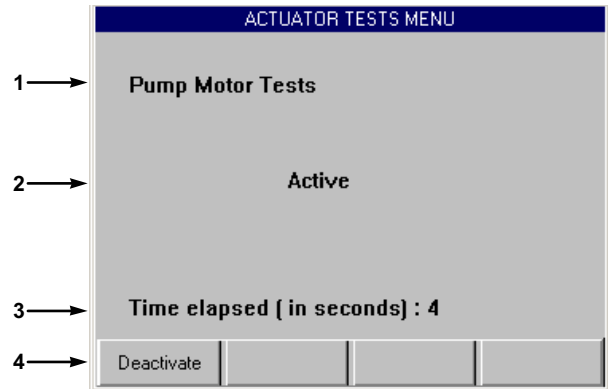 ACTUATOR TESTS MENU
1 Pump Motor Tests
2 Active
3 Time elapsed ( in seconds) : 4
4 Deactivate